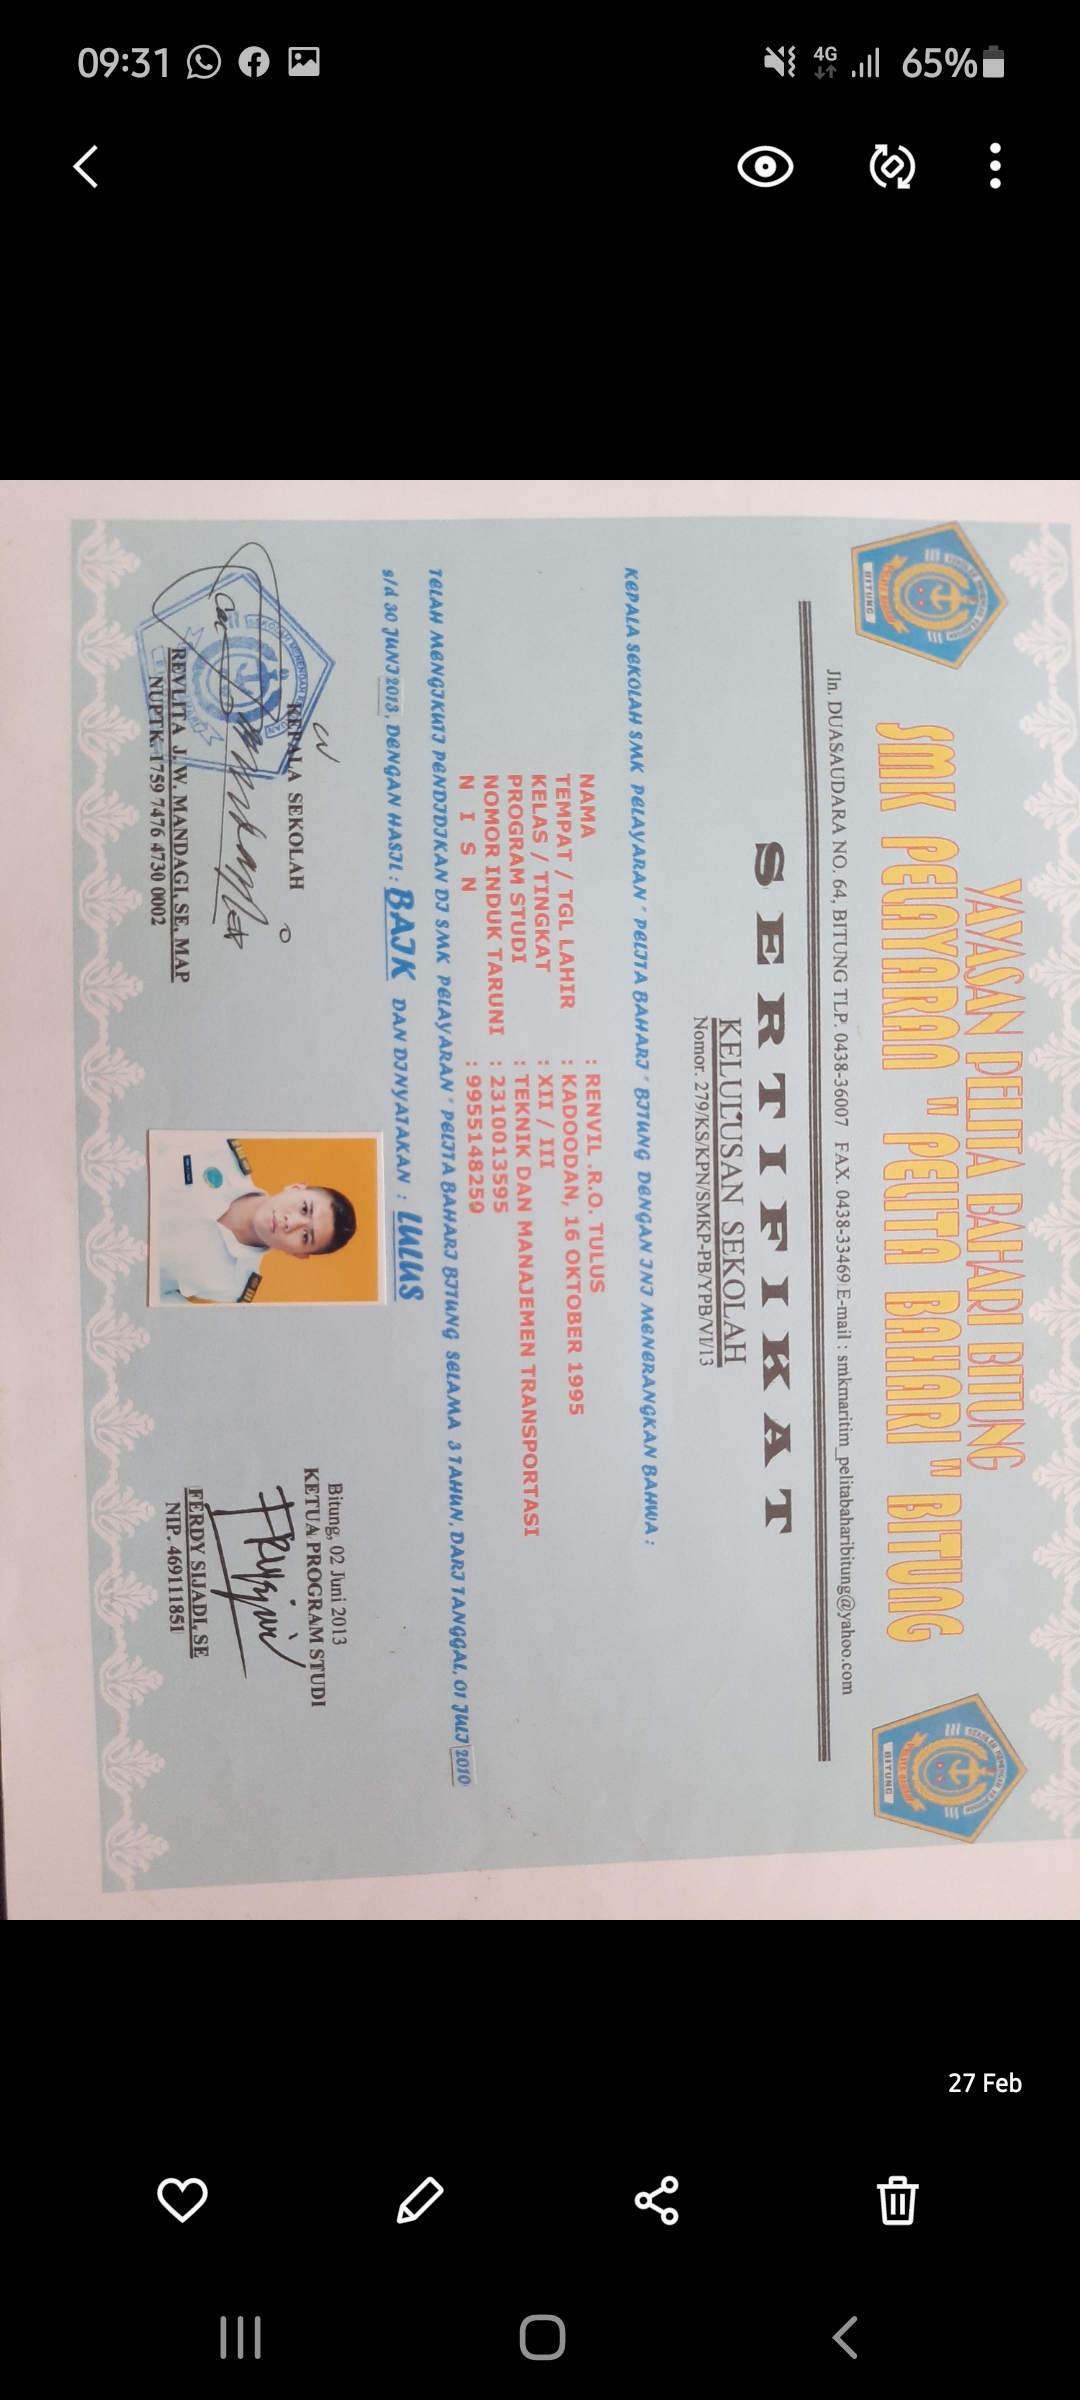 09:31
4G
65%
YAYASAN PELITA BAHARI BITUNG
SMK PELAYARAN " PELITA BAHARI " BITUNG
Jln. DUASAUDARA NO. 64, BITUNG TLP. 0438-36007 FAX. 0438-33469 E-mail : smkmaritim_pelitabaharibitung@yahoo.com
BITUNG
BITUNG
SERTIFIKAT
KELULUSAN SEKOLAH
Nomor. 279/KS/KPN/SMKP-PB/YPB/VI/13
KEPALA SEKOLAH SMK PELAYARAN " PELITA BAHARI " BITUNG DENGAN INI MENERANGKAN BAHWA :
NAMA : RENVIL .R.O. TULUS
TEMPAT / TGL LAHIR : KADOODAN, 16 OKTOBER 1995
KELAS / TINGKAT : XII / III
PROGRAM STUDI : TEKNIK DAN MANAJEMEN TRANSPORTASI
NOMOR INDUK TARUNI : 2310013595
N I S N : 9955148259
TELAH MENGIKUTI PENDIDIKAN DI SMK PELAYARAN " PELITA BAHARI BITUNG SELAMA 3 TAHUN, DARI TANGGAL, 01 JULI 2010
s/d 30 JUNI 2013, DENGAN HASIL : BAIK DAN DINYATAKAN : LULUS
Bitung, 02 Juni 2013
KEPALA SEKOLAH
KETUA PROGRAM STUDI
REVLITA J.W. MANDAGI, SE, MAP
NUPTK. 1759 7476 4730 0002
FERDY SIJADI, SE
NIP. 469111851
27 Feb